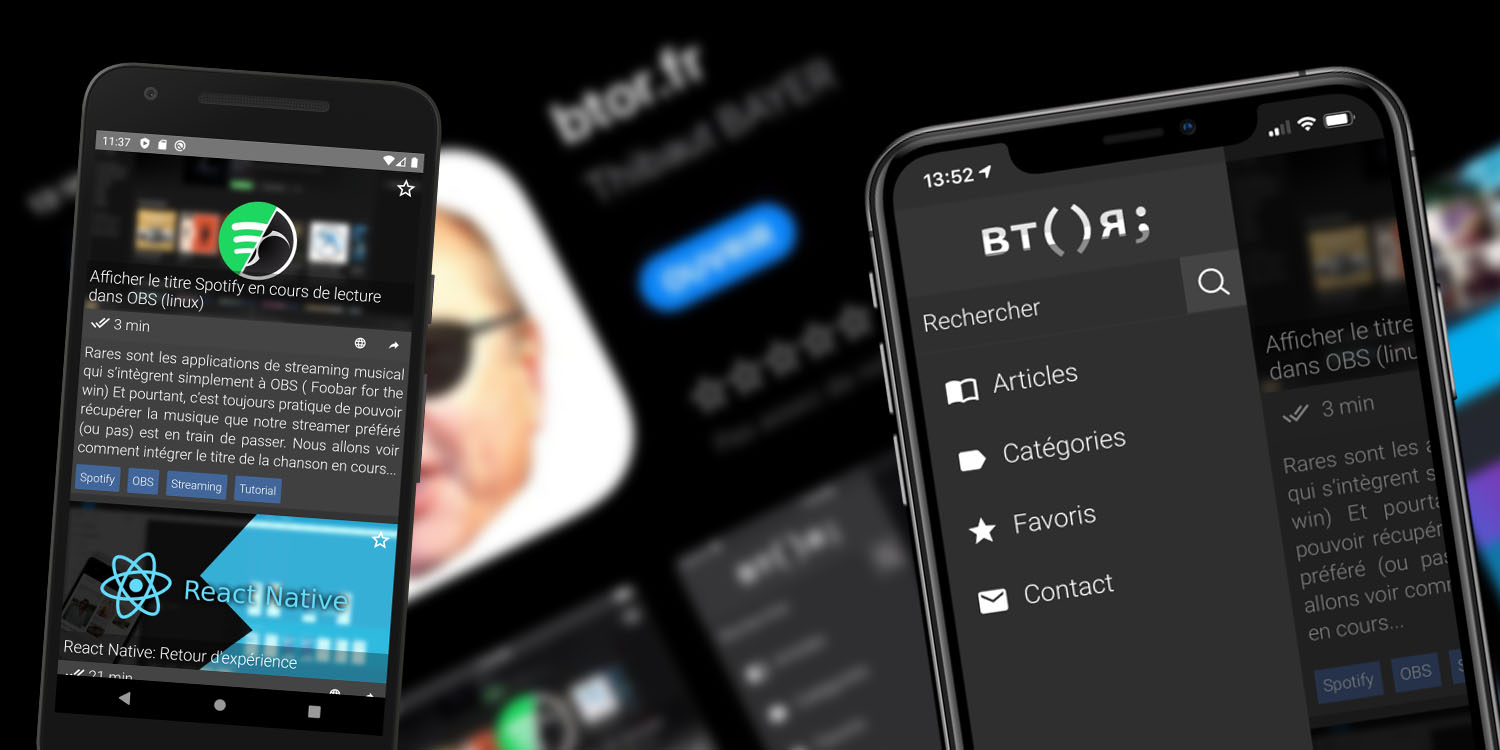 btor.fr
Thibaut BAYER
OUVRIR
11:37
Afficher le titre Spotify en cours de lecture
dans OBS (linux)
3 min
Rares sont les applications de streaming musical
qui s'intègrent simplement à OBS ( Foobar for the
win) Et pourtant, c'est toujours pratique de pouvoir
récupérer la musique que notre streamer préféré
(ou pas) est en train de passer. Nous allons voir
comment intégrer le titre de la chanson en cours...
Spotify OBS Streaming Tutorial
React Native
React Native: Retour d'expérience
21 min
13:52
BT()Я;
Rechercher
Articles
Catégories
Favoris
Contact
Afficher le titre
dans OBS (linu
3 min
Rares sont les a
qui s'intègrent s
win) Et pourta
pouvoir récupér
préféré (ou pas
allons voir comm
en cours...
Spotify OBS S